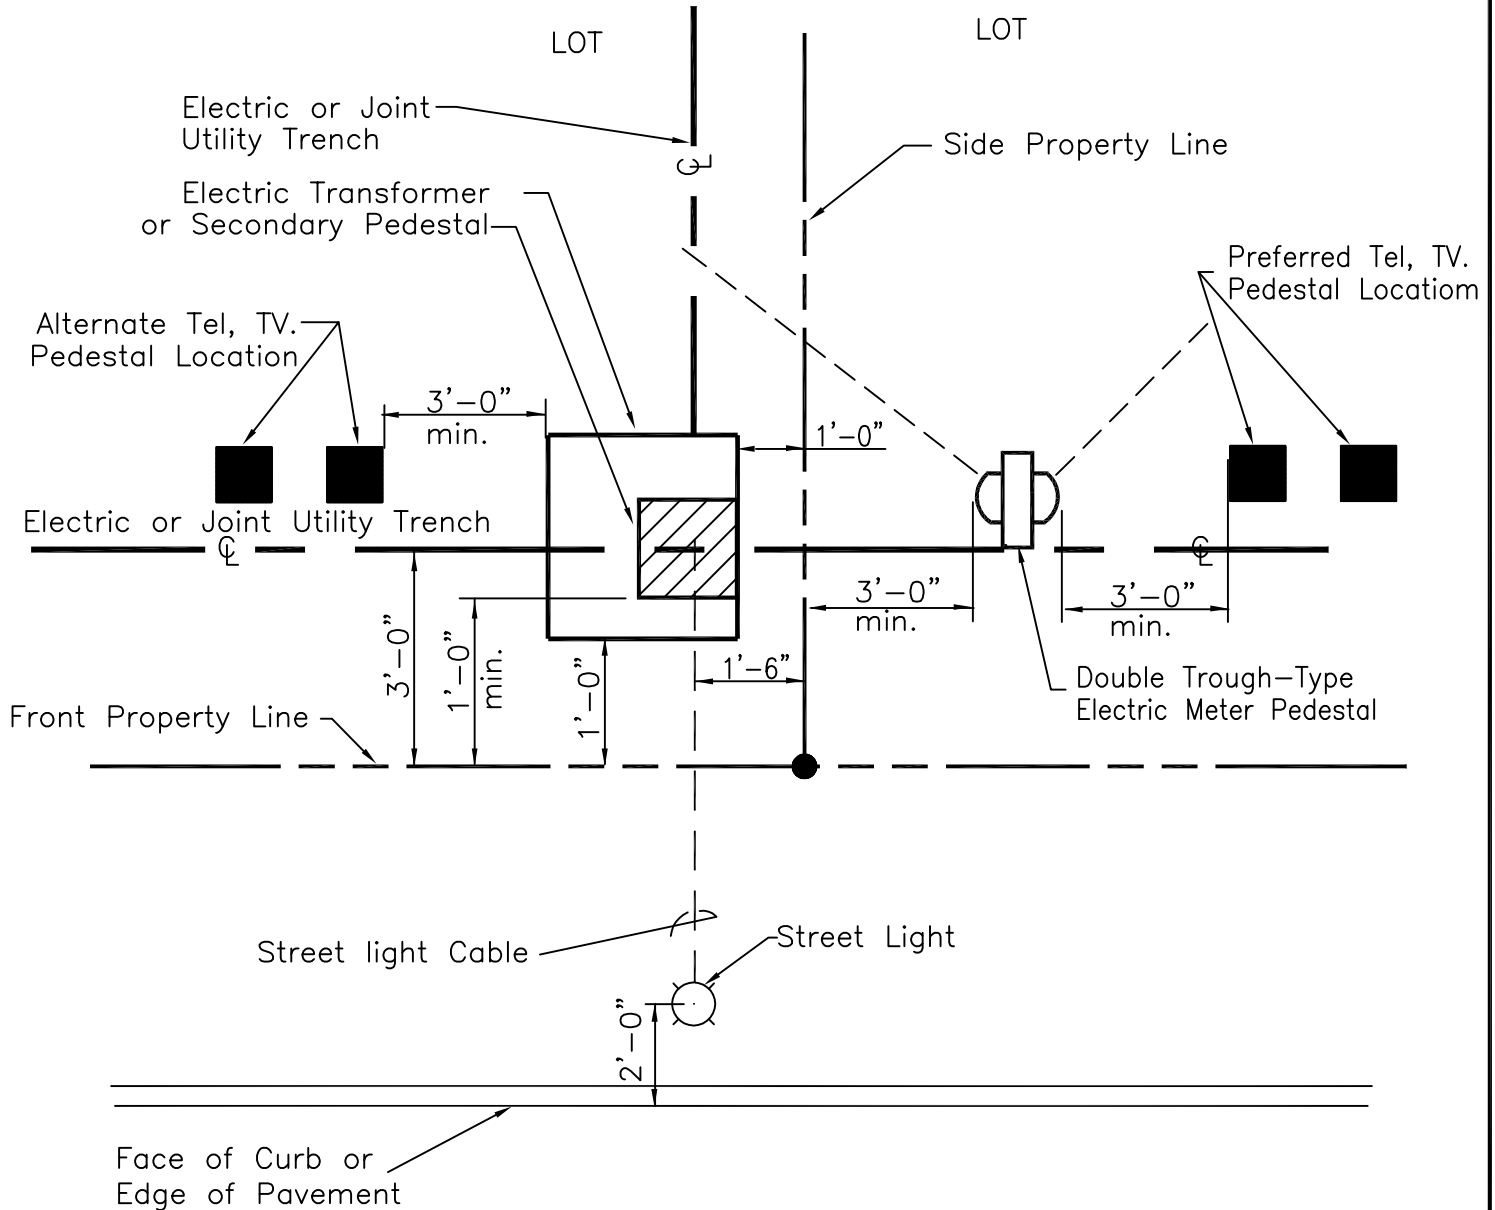 LOT
LOT
Electric or Joint
Utility Trench
℄
Side Property Line
Electric Transformer
or Secondary Pedestal
Preferred Tel, TV.
Pedestal Locatiom
Alternate Tel, TV.
Pedestal Location
3'-0"
min.
1'-0"
Electric or Joint Utility Trench
℄
℄
3'-0"
min.
3'-0"
min.
3'-0"
1'-0"
min.
1'-0"
1'-6"
Double Trough-Type
Electric Meter Pedestal
Front Property Line
Street light Cable
Street Light
2'-0"
Face of Curb or
Edge of Pavement